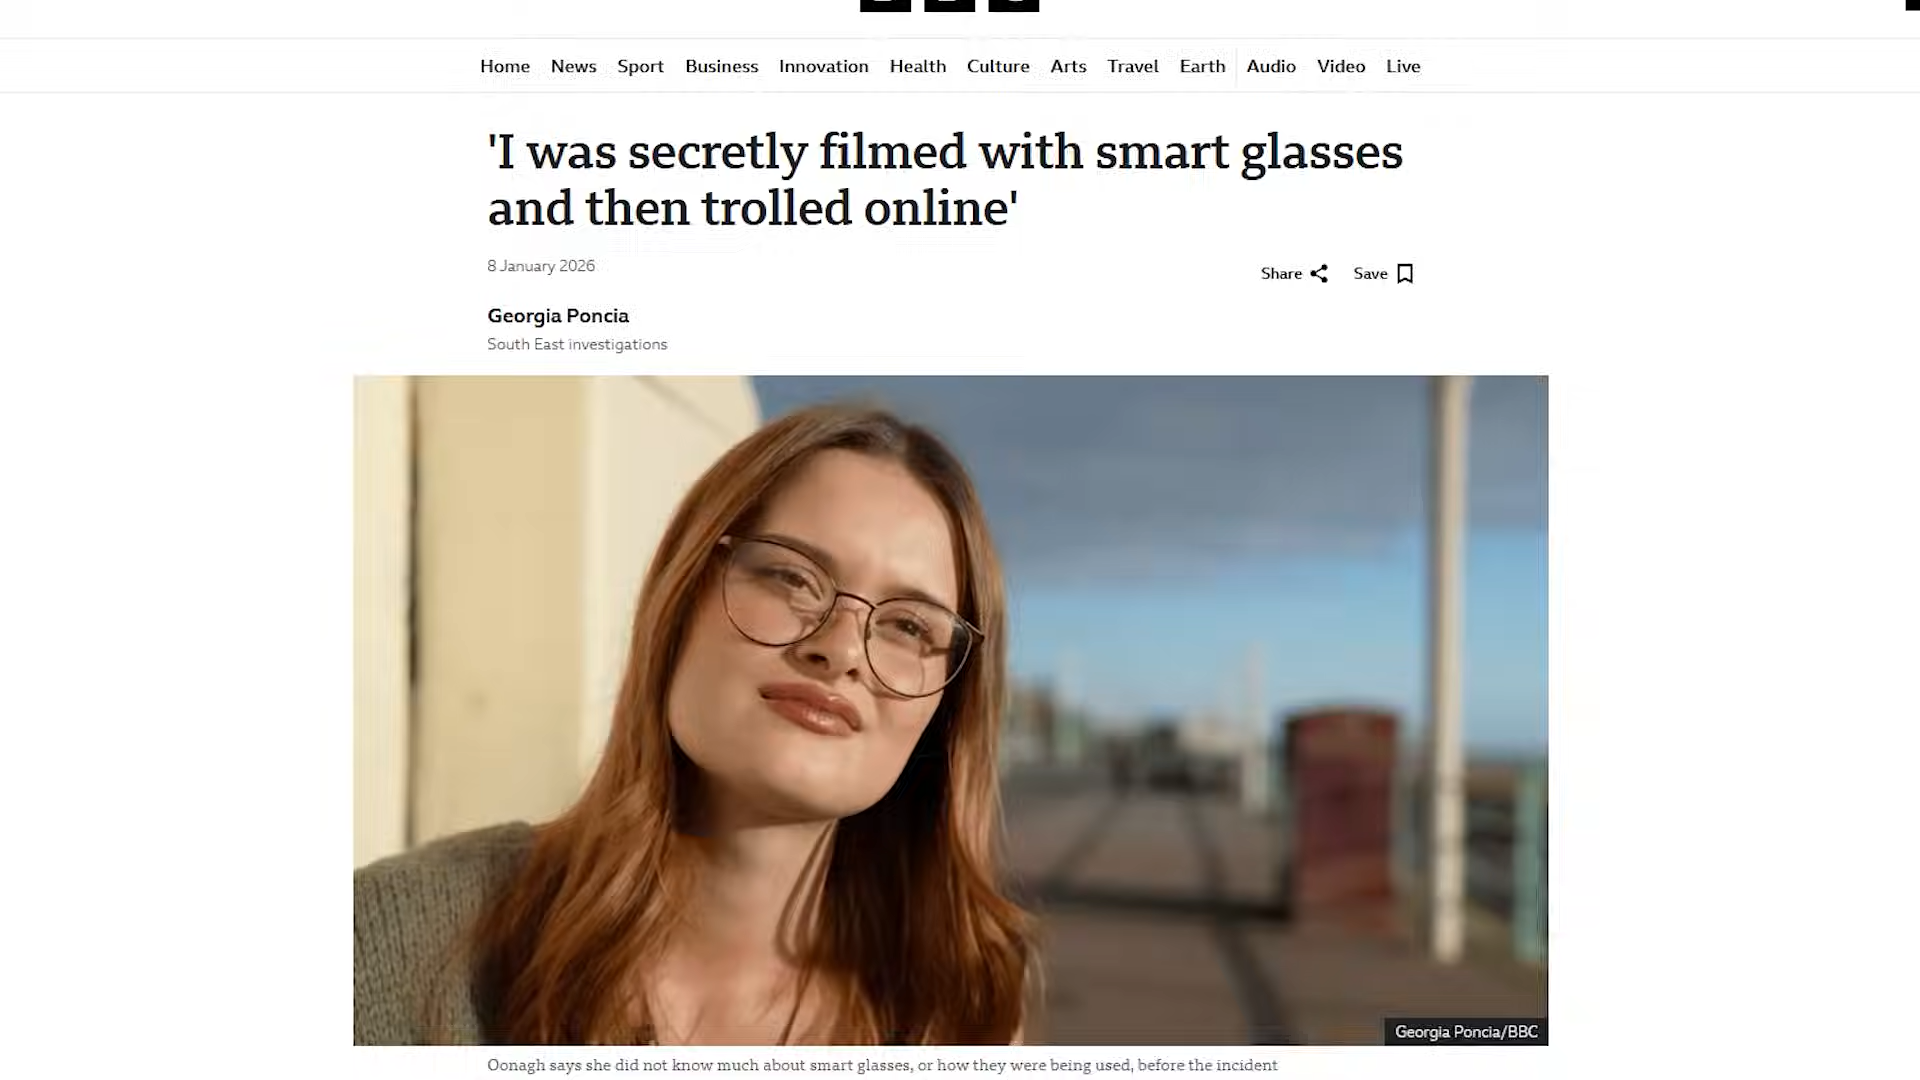 Home News Sport Business Innovation Health Culture Arts Travel Earth Audio Video Live
'I was secretly filmed with smart glasses
and then trolled online'
8 January 2026
Share Save
Georgia Poncia
South East investigations
Georgia Poncia/BBC
Oonagh says she did not know much about smart glasses, or how they were being used, before the incident